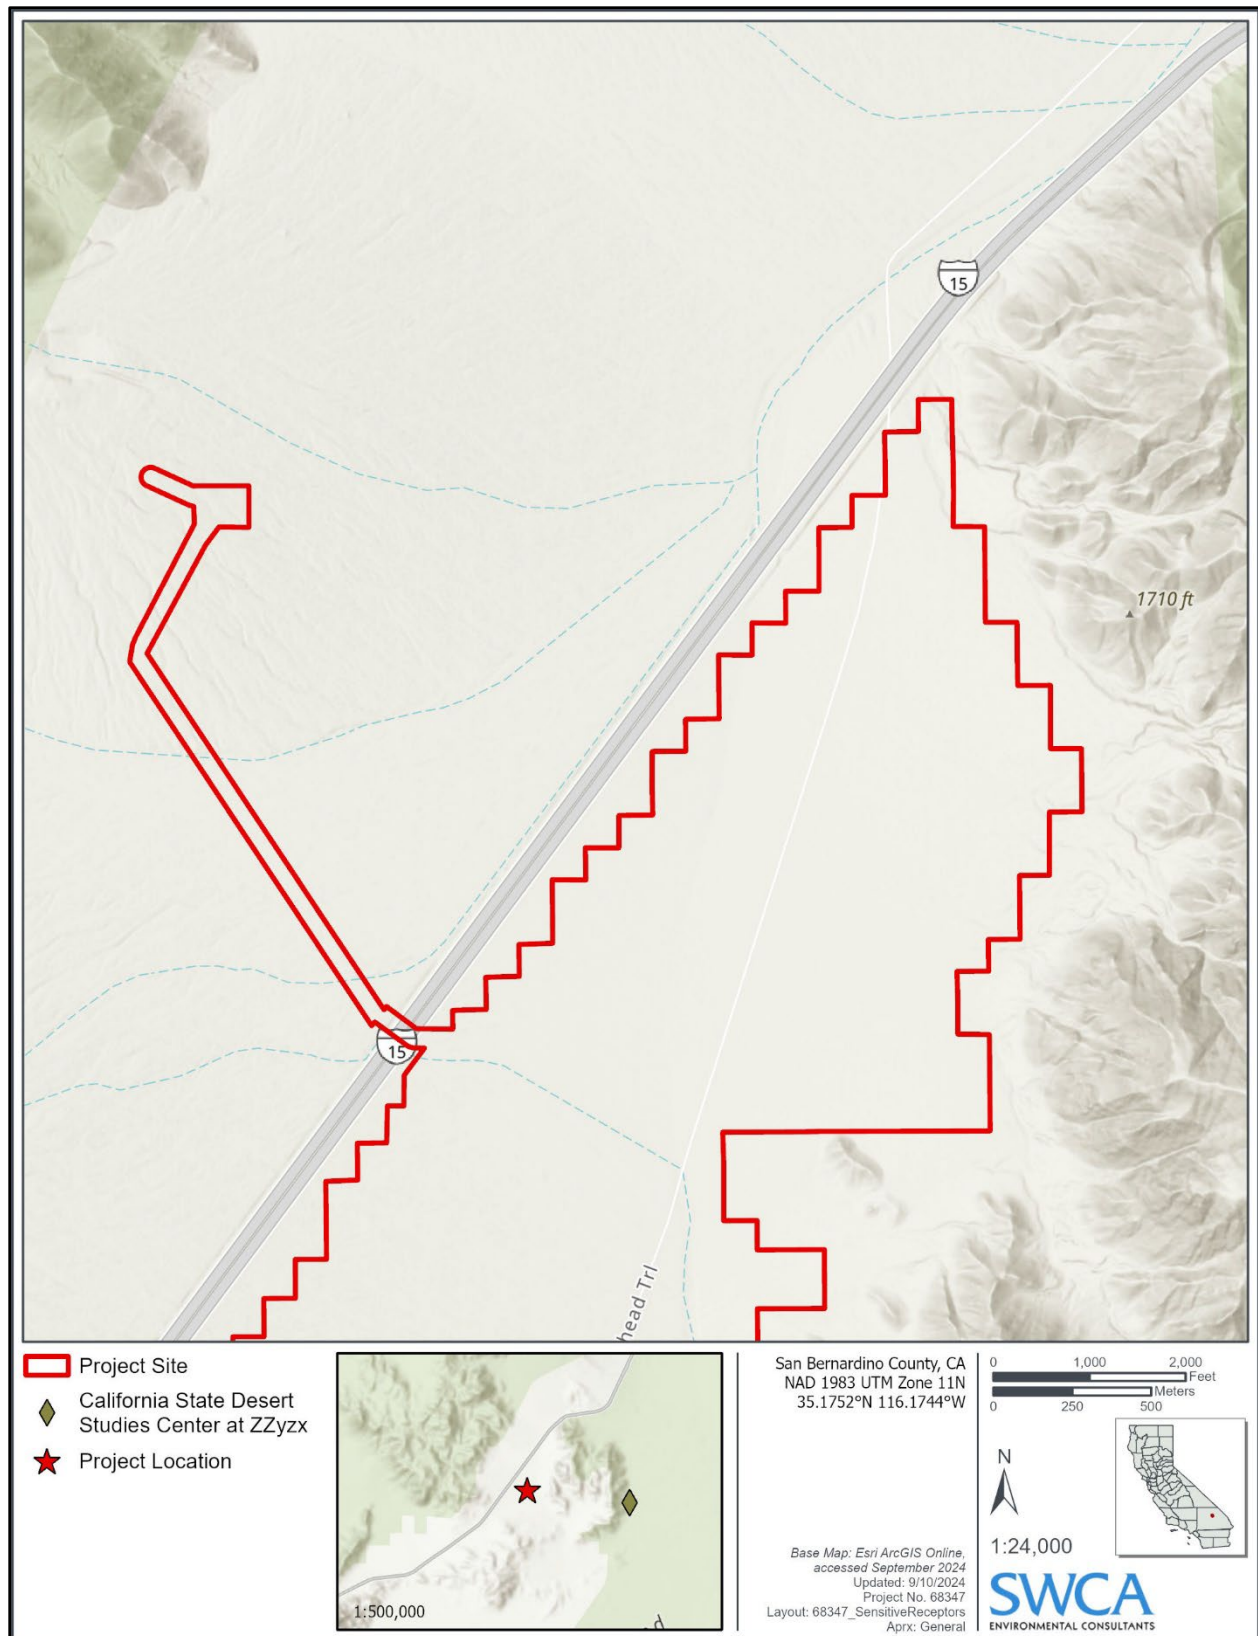 15
1710 ft
15
head Trl
Project Site
California State Desert
Studies Center at ZZyzx
Project Location
1:500,000
San Bernardino County, CA
NAD 1983 UTM Zone 11N
35.1752°N 116.1744°W
Base Map: Esri ArcGIS Online,
accessed September 2024
Updated: 9/10/2024
Project No. 68347
Layout: 68347_SensitiveReceptors
Aprx: General
0 1,000 2,000
Feet
Meters
0 250 500
N
1:24,000
SWCA
ENVIRONMENTAL CONSULTANTS